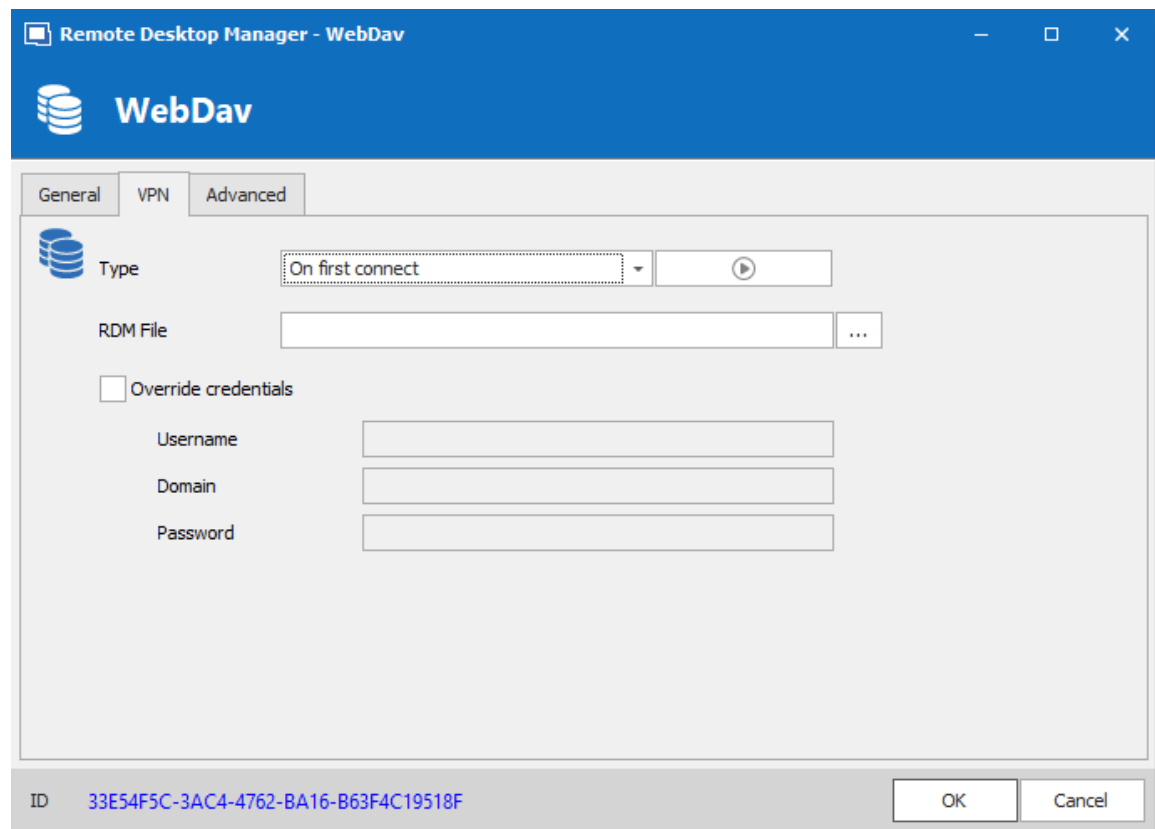 Remote Desktop Manager - WebDav
WebDav
General VPN Advanced
Type On first connect
RDM File ...
Override credentials
Username
Domain
Password
ID 33E54F5C-3AC4-4762-BA16-B63F4C19518F OK Cancel